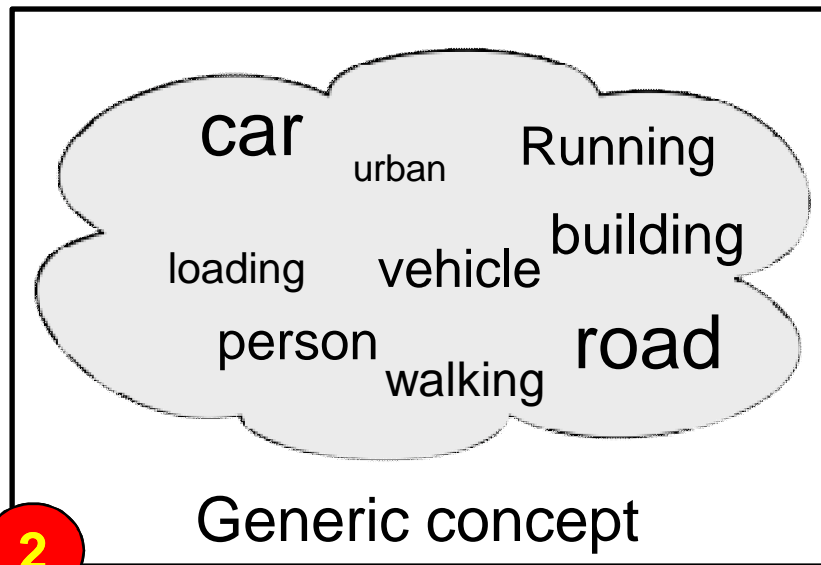 car
urban
Running
building
loading
vehicle
person
road
walking
Generic concept
2